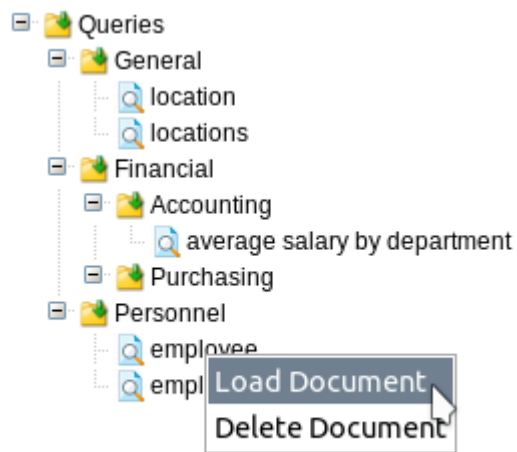 Queries
General
location
locations
Financial
Accounting
average salary by department
Purchasing
Personnel
employee
Load Document
Delete Document